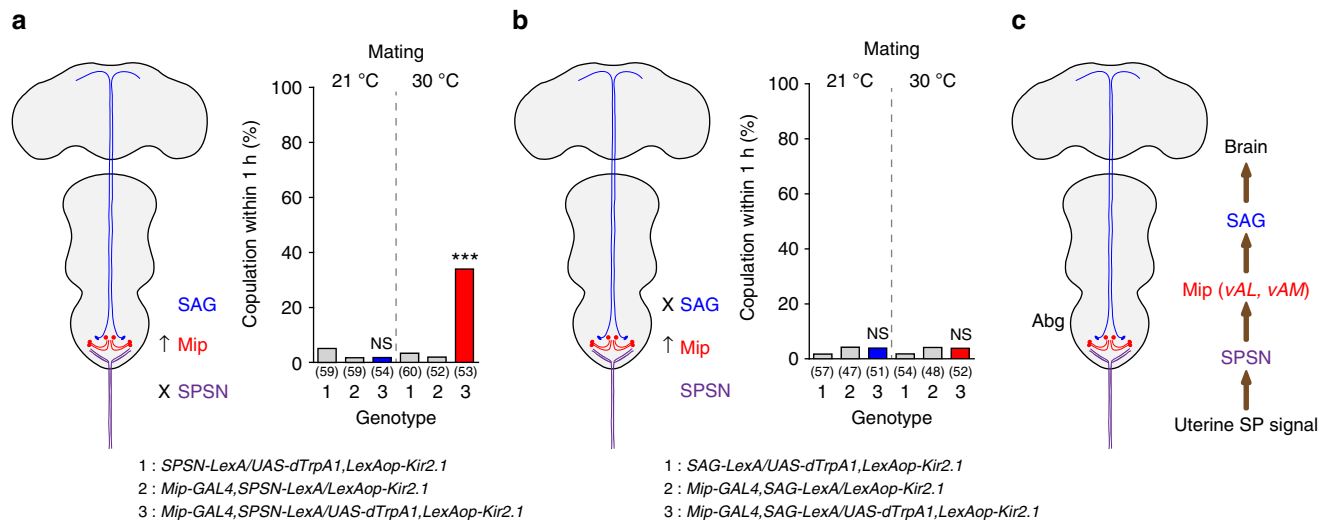 a
Mating
21 °C 30 °C
Copulation within 1 h (%)
100
80
60
40
20
0
NS
***
(59) (59) (54) (60) (52) (53)
1 2 3 1 2 3
Genotype
SAG
↑ Mip
X SPSN
1 : SPSN-LexA/UAS-dTrpA1,LexAop-Kir2.1
2 : Mip-GAL4,SPSN-LexA/LexAop-Kir2.1
3 : Mip-GAL4,SPSN-LexA/UAS-dTrpA1,LexAop-Kir2.1
b
Mating
21 °C 30 °C
Copulation within 1 h (%)
100
80
60
40
20
0
NS
NS
(57) (47) (51) (54) (48) (52)
1 2 3 1 2 3
Genotype
X SAG
↑ Mip
SPSN
1 : SAG-LexA/UAS-dTrpA1,LexAop-Kir2.1
2 : Mip-GAL4,SAG-LexA/LexAop-Kir2.1
3 : Mip-GAL4,SAG-LexA/UAS-dTrpA1,LexAop-Kir2.1
c
Abg
Brain
SAG
Mip (vAL, vAM)
SPSN
Uterine SP signal